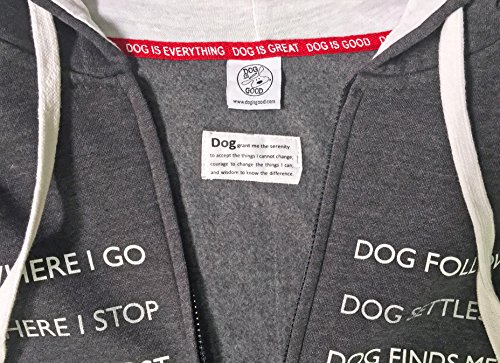 DOG IS EVERYTHING DOG IS GREAT DOG IS GOOD
DOG
IS
GOOD
www.dogisgood.com
Dog grant me the serenity
to accept the things I cannot change,
courage to change the things I can,
and wisdom to know the difference.
WHERE I GO
HERE I STOP
DOG FOLLOW
DOG SETTLES
DOG FINDS ME